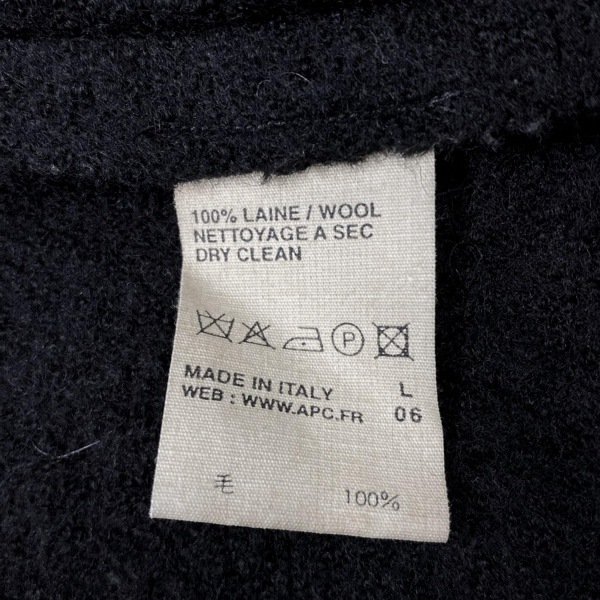 100% LAINE / WOOL
NETTOYAGE A SEC
DRY CLEAN
P
MADE IN ITALY L
WEB : WWW.APC.FR 06
毛 100%